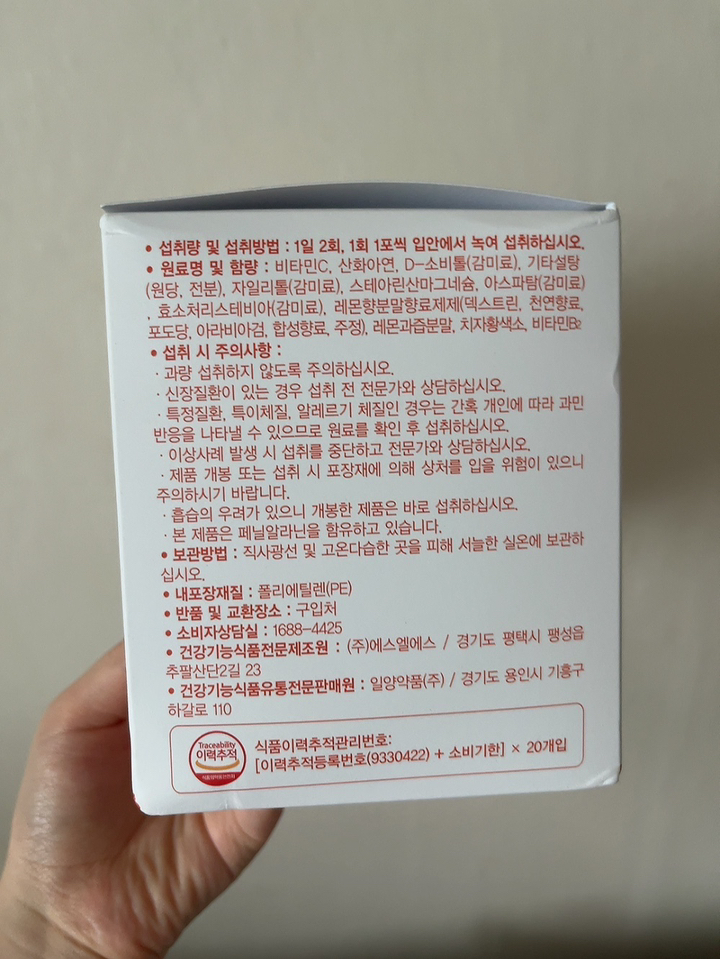 • 섭취량 및 섭취방법 : 1일 2회, 1회 1포씩 입안에서 녹여 섭취하십시오.
• 원료명 및 함량 : 비타민C, 산화아연, D-소비톨(감미료), 기타설탕
(원당, 전분), 자일리톨(감미료), 스테아린산마그네슘, 아스파탐(감미료)
, 효소처리스테비아(감미료), 레몬향분말향료제제(덱스트린, 천연향료,
포도당, 아라비아검, 합성향료, 주정), 레몬과즙분말, 치자황색소, 비타민B2
• 섭취 시 주의사항 :
· 과량 섭취하지 않도록 주의하십시오.
· 신장질환이 있는 경우 섭취 전 전문가와 상담하십시오.
· 특정질환, 특이체질, 알레르기 체질인 경우는 간혹 개인에 따라 과민
반응을 나타낼 수 있으므로 원료를 확인 후 섭취하십시오.
· 이상사례 발생 시 섭취를 중단하고 전문가와 상담하십시오.
· 제품 개봉 또는 섭취 시 포장재에 의해 상처를 입을 위험이 있으니
주의하시기 바랍니다.
· 흡습의 우려가 있으니 개봉한 제품은 바로 섭취하십시오.
· 본 제품은 페닐알라닌을 함유하고 있습니다.
• 보관방법 : 직사광선 및 고온다습한 곳을 피해 서늘한 실온에 보관하
십시오.
• 내포장재질 : 폴리에틸렌(PE)
• 반품 및 교환장소 : 구입처
• 소비자상담실 : 1688-4425
• 건강기능식품전문제조원 : (주)에스엘에스 / 경기도 평택시 팽성읍
추팔산단2길 23
• 건강기능식품유통전문판매원 : 일양약품(주) / 경기도 용인시 기흥구
하갈로 110
Traceability
이력추적
식품의약품안전처
식품이력추적관리번호:
[이력추적등록번호(9330422) + 소비기한] × 20개입